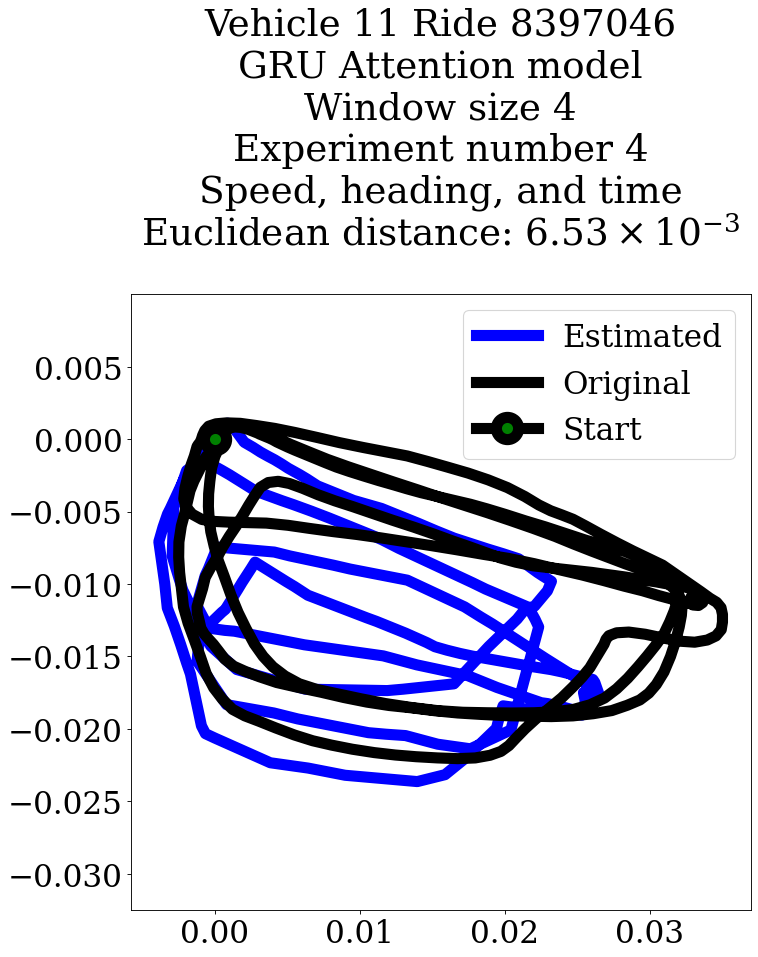 Vehicle 11 Ride 8397046
GRU Attention model
Window size 4
Experiment number 4
Speed, heading, and time
Euclidean distance: 6.53 × 10⁻³
Estimated
Original
Start
0.005
0.000
−0.005
−0.010
−0.015
−0.020
−0.025
−0.030
0.00 0.01 0.02 0.03